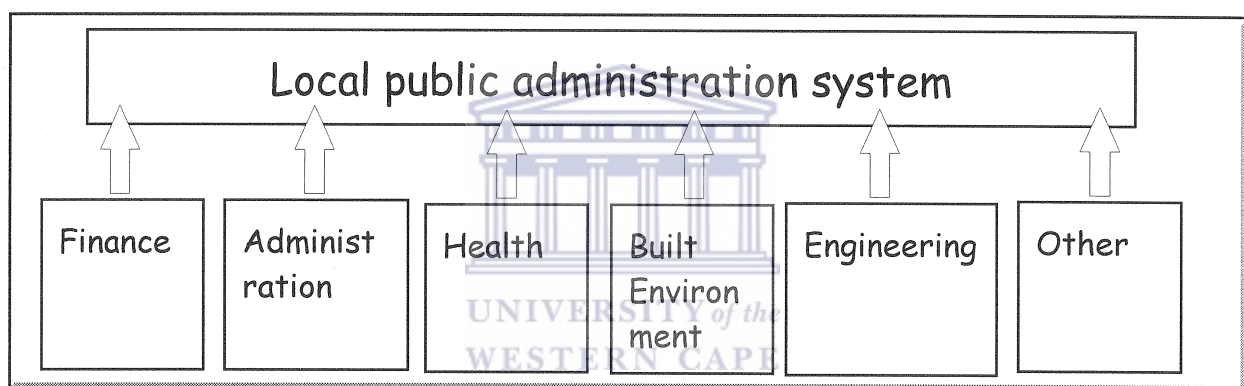 Local public administration system
Finance
Administ
ration
Health
Built
Environ
ment
Engineering
Other
UNIVERSITY of the
WESTERN CAPE